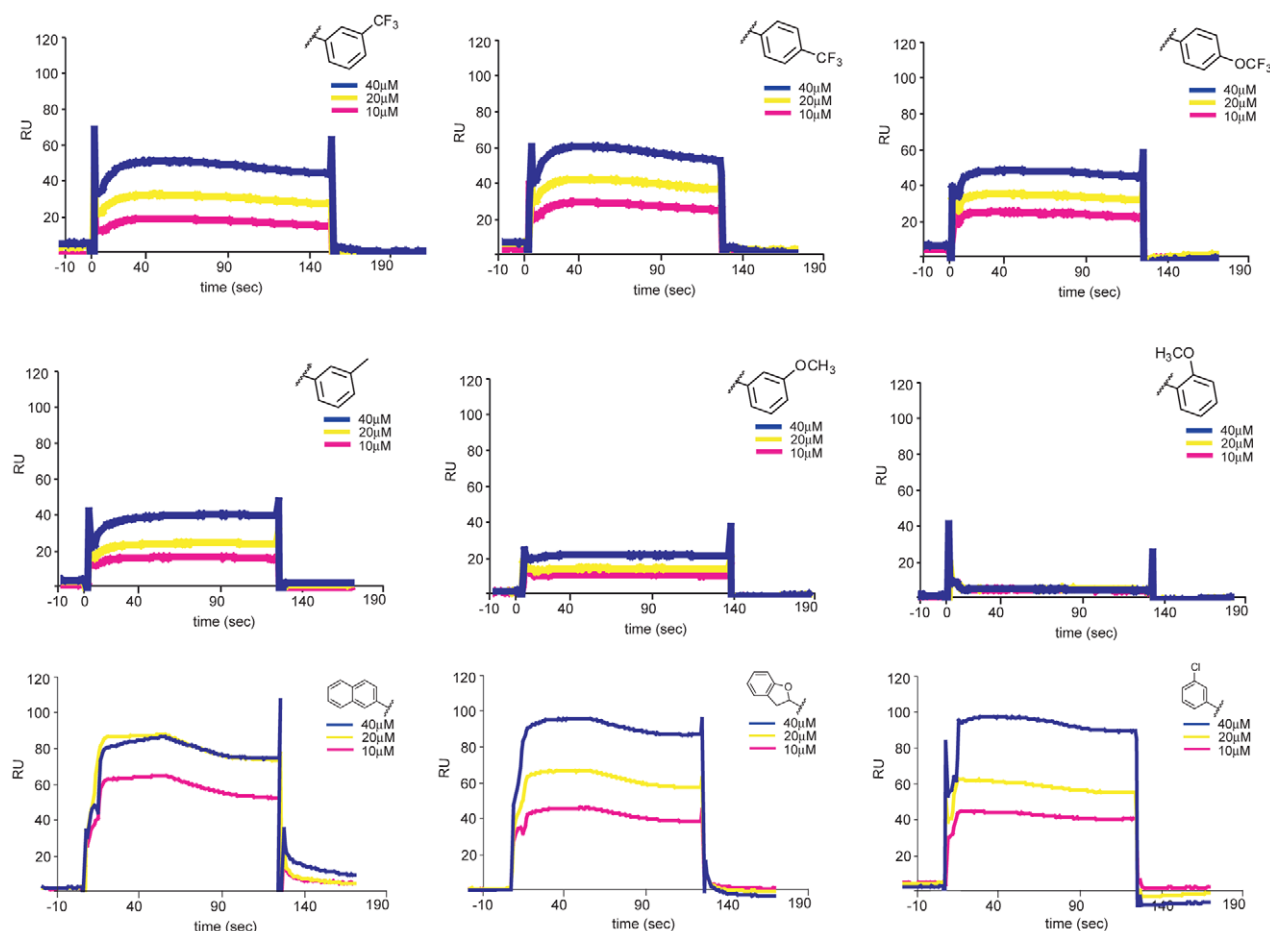 CF3
120
100
80
60
40
20
RU
40μM
20μM
10μM
-10 0 40 90 140 190
time (sec)
CF3
120
100
80
60
40
20
RU
40μM
20μM
10μM
-10 0 40 90 140 190
time (sec)
OCF3
120
100
80
60
40
20
RU
40μM
20μM
10μM
-10 0 40 90 140 190
time (sec)
120
100
80
60
40
20
RU
40μM
20μM
10μM
-10 0 40 90 140 190
time (sec)
OCH3
120
100
80
60
40
20
RU
40μM
20μM
10μM
-10 0 40 90 140 190
time (sec)
H3CO
120
100
80
60
40
20
RU
40μM
20μM
10μM
-10 0 40 90 140 190
time (sec)
120
100
80
60
40
20
RU
40μM
20μM
10μM
-10 40 90 140 190
time (sec)
O
120
100
80
60
40
20
RU
40μM
20μM
10μM
-10 40 90 140 190
time (sec)
Cl
120
100
80
60
40
20
RU
40μM
20μM
10μM
-10 40 90 140 190
time (sec)